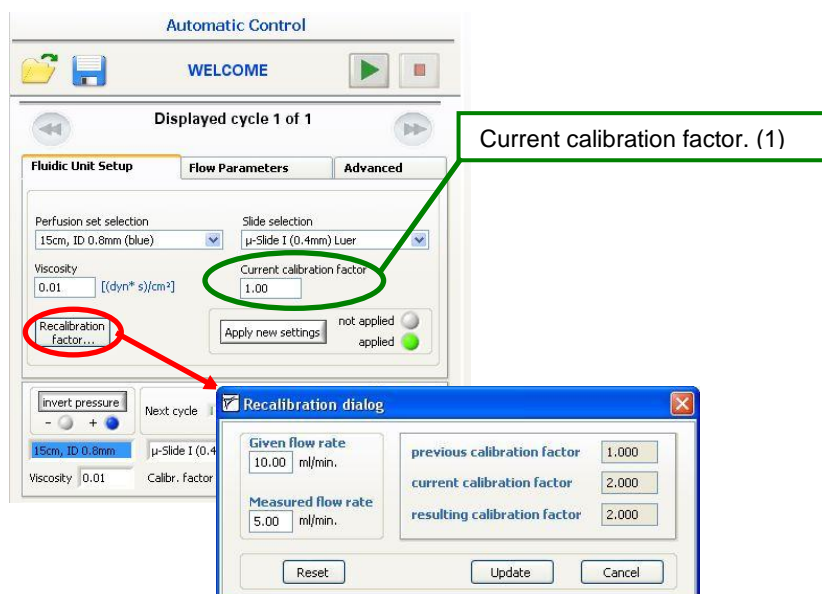 Automatic Control
WELCOME
Displayed cycle 1 of 1
Current calibration factor. (1)
Fluidic Unit Setup
Flow Parameters
Advanced
Perfusion set selection
Slide selection
15cm, ID 0.8mm (blue)
µ-Slide I (0.4mm) Luer
Viscosity
Current calibration factor
0.01 [(dyn* s)/cm²]
1.00
Recalibration
factor...
Apply new settings
not applied
applied
invert pressure
- +
Next cycle
15cm, ID 0.8mm
µ-Slide I (0.4
Viscosity 0.01
Calibr. factor
Recalibration dialog
Given flow rate
10.00 ml/min.
Measured flow rate
5.00 ml/min.
previous calibration factor 1.000
current calibration factor 2.000
resulting calibration factor 2.000
Reset
Update
Cancel